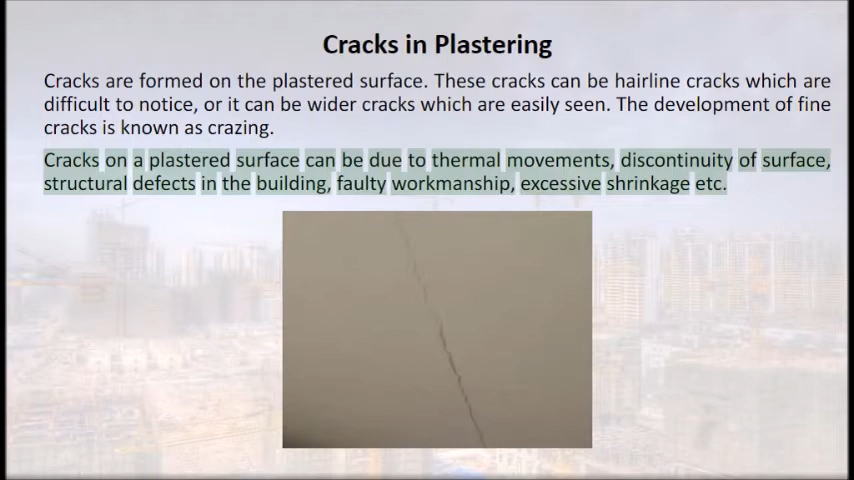 Cracks in Plastering
Cracks are formed on the plastered surface. These cracks can be hairline cracks which are
difficult to notice, or it can be wider cracks which are easily seen. The development of fine
cracks is known as crazing.
Cracks on a plastered surface can be due to thermal movements, discontinuity of surface,
structural defects in the building, faulty workmanship, excessive shrinkage etc.